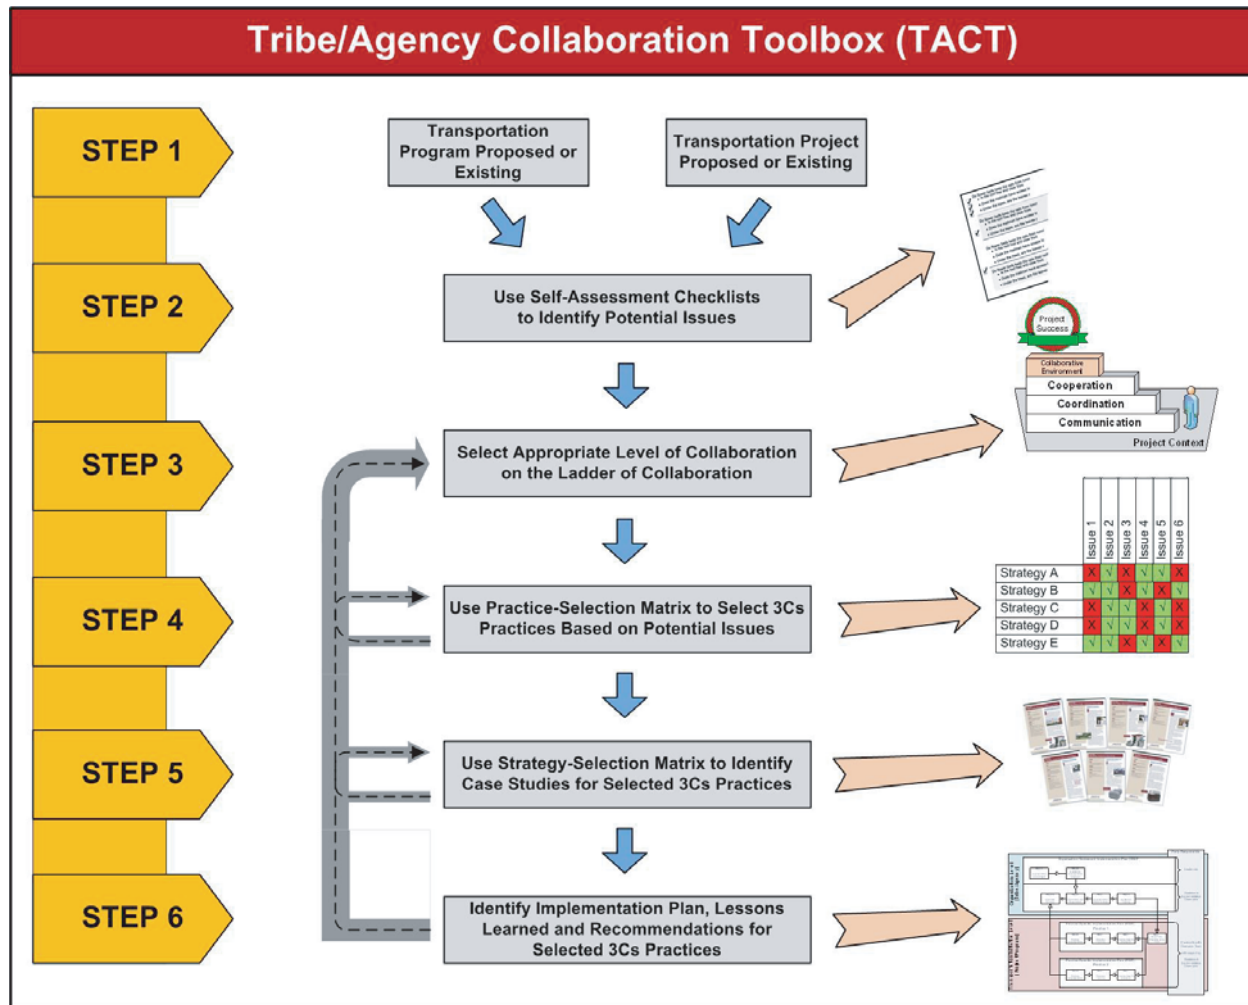 Tribe/Agency Collaboration Toolbox (TACT)
STEP 1
Transportation
Program Proposed or
Existing
Transportation Project
Proposed or Existing
STEP 2
Use Self-Assessment Checklists
to Identify Potential Issues
Project
Success
Collaborative
Environment
Cooperation
Coordination
Communication
Project Context
STEP 3
Select Appropriate Level of Collaboration
on the Ladder of Collaboration
Issue 1
Issue 2
Issue 3
Issue 4
Issue 5
Issue 6
Strategy A X √ X √ √ X
Strategy B √ √ X √ X √
Strategy C X √ √ X √ X
Strategy D X √ √ X √ X
Strategy E √ √ X √ X √
STEP 4
Use Practice-Selection Matrix to Select 3Cs
Practices Based on Potential Issues
STEP 5
Use Strategy-Selection Matrix to Identify
Case Studies for Selected 3Cs Practices
STEP 6
Identify Implementation Plan, Lessons
Learned and Recommendations for
Selected 3Cs Practices